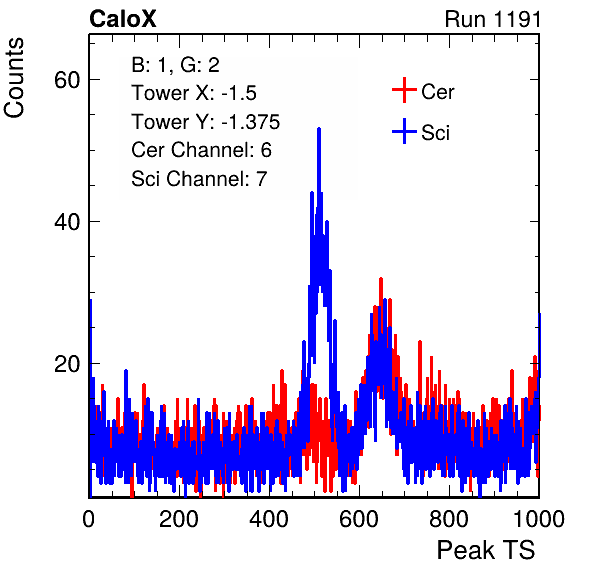 CaloX Run 1191
Counts
B: 1, G: 2
Tower X: -1.5
Tower Y: -1.375
Cer Channel: 6
Sci Channel: 7
Cer
Sci
60
40
20
0 200 400 600 800 1000
Peak TS